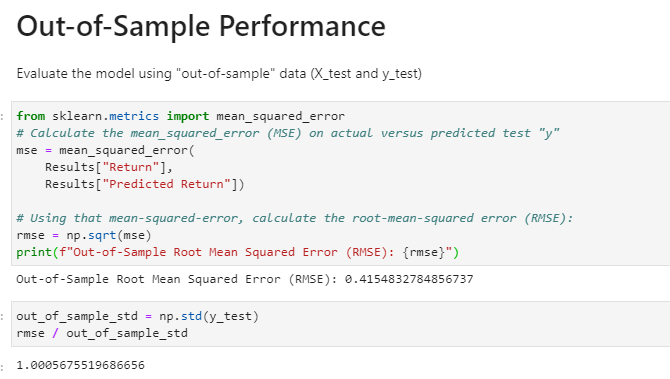 Out-of-Sample Performance
Evaluate the model using "out-of-sample" data (X_test and y_test)
from sklearn.metrics import mean_squared_error
# Calculate the mean_squared_error (MSE) on actual versus predicted test "y"
mse = mean_squared_error(
    Results["Return"],
    Results["Predicted Return"])
# Using that mean-squared-error, calculate the root-mean-squared error (RMSE):
rmse = np.sqrt(mse)
print(f"Out-of-Sample Root Mean Squared Error (RMSE): {rmse}")
Out-of-Sample Root Mean Squared Error (RMSE): 0.4154832784856737
out_of_sample_std = np.std(y_test)
rmse / out_of_sample_std
1.0005675519686656